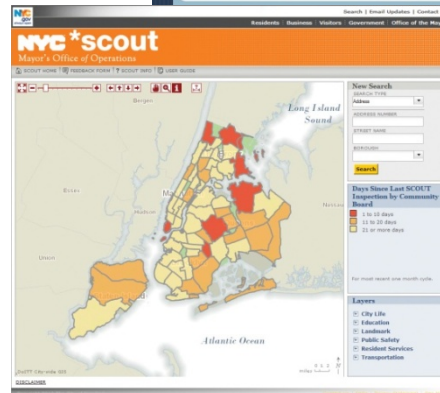 NYC
gov
Search | Email Updates | Contact
Residents Business Visitors Government Office of the May
NYC*scout
Mayor's Office of Operations
SCOUT HOME FEEDBACK FORM ? SCOUT INFO USER GUIDE
Bergen
Long Island
Sound
Essex
Hudson
Nassau
Union
Atlantic Ocean
New Search
SEARCH TYPE
Address
ADDRESS NUMBER
STREET NAME
BOROUGH
Search
Days Since Last SCOUT
Inspection by Community
Board
1 to 10 days
11 to 20 days
21 or more days
For most recent one month cycle.
Layers
City Life
Education
Landmark
Public Safety
Resident Services
Transportation
DISCLAIMER